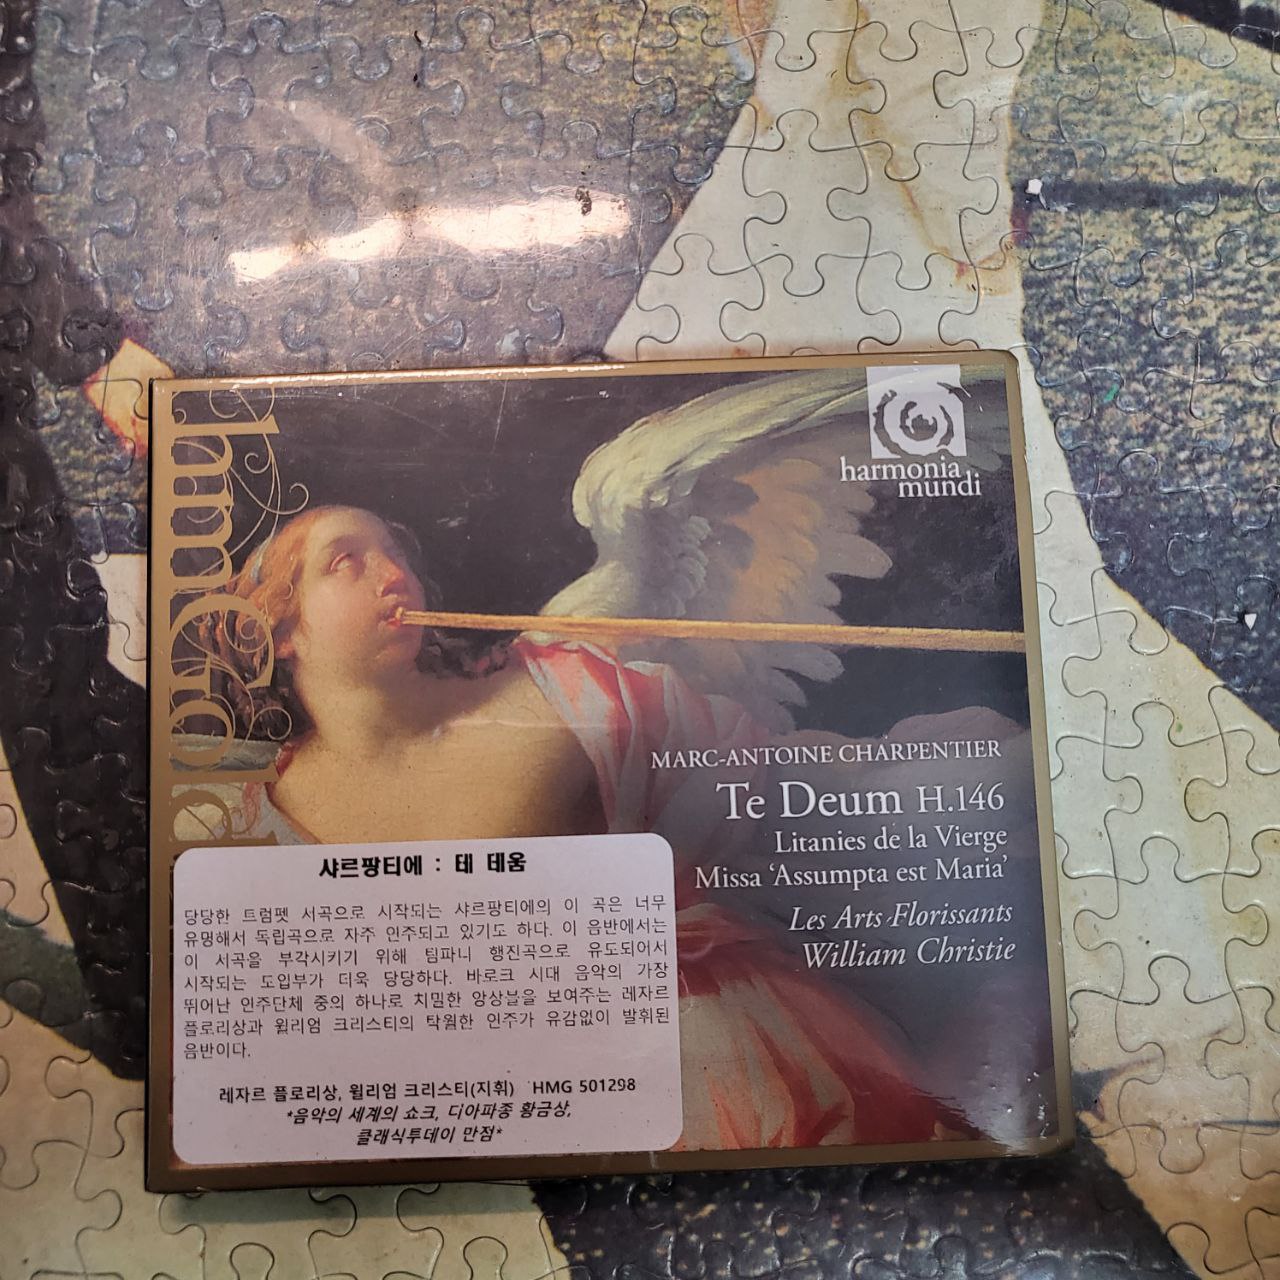 hmGold
harmonia
mundi
MARC-ANTOINE CHARPENTIER
Te Deum H.146
Litanies de la Vierge
Missa ‘Assumpta est Maria’
Les Arts Florissants
William Christie
샤르팡티에 : 테 데움
당당한 트럼펫 서곡으로 시작되는 샤르팡티에의 이 곡은 너무
유명해서 독립곡으로 자주 연주되고 있기도 하다. 이 음반에서는
이 서곡을 부각시키기 위해 팀파니 행진곡으로 유도되어서
시작되는 도입부가 더욱 당당하다. 바로크 시대 음악의 가장
뛰어난 연주단체 중의 하나로 치밀한 앙상블을 보여주는 레자르
플로리상과 윌리엄 크리스티의 탁월한 연주가 유감없이 발휘된
음반이다.
레자르 플로리상, 윌리엄 크리스티(지휘) HMG 501298
*음악의 세계의 쇼크, 디아파종 황금상,
클래식투데이 만점*